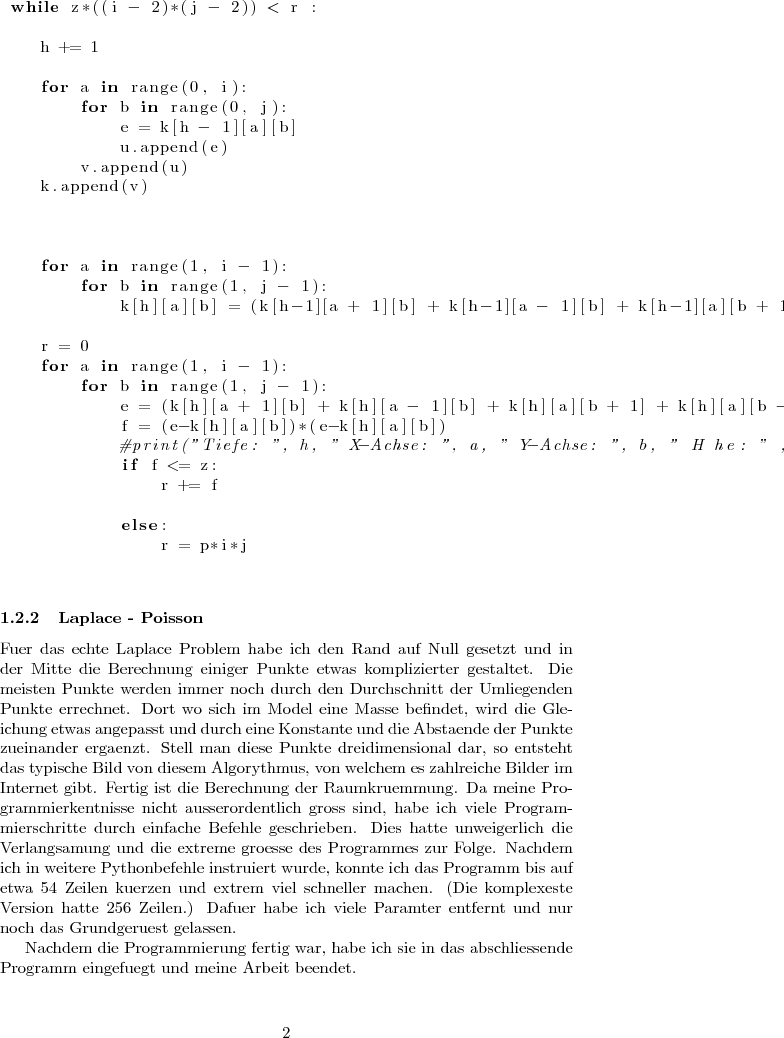 while z*((i - 2)*(j - 2)) < r :
h += 1
for a in range(0, i):
for b in range(0, j):
e = k[h - 1][a][b]
u.append(e)
v.append(u)
k.append(v)
for a in range(1, i - 1):
for b in range(1, j - 1):
k[h][a][b] = (k[h-1][a + 1][b] + k[h-1][a - 1][b] + k[h-1][a][b + 1
r = 0
for a in range(1, i - 1):
for b in range(1, j - 1):
e = (k[h][a + 1][b] + k[h][a - 1][b] + k[h][a][b + 1] + k[h][a][b -
f = (e-k[h][a][b])*(e-k[h][a][b])
#print("Tiefe: ", h, " X-Achse: ", a, " Y-Achse: ", b, " H he: " ,
if f <= z:
r += f
else:
r = p*i*j
1.2.2 Laplace - Poisson
Fuer das echte Laplace Problem habe ich den Rand auf Null gesetzt und in
der Mitte die Berechnung einiger Punkte etwas komplizierter gestaltet. Die
meisten Punkte werden immer noch durch den Durchschnitt der Umliegenden
Punkte errechnet. Dort wo sich im Model eine Masse befindet, wird die Gle-
ichung etwas angepasst und durch eine Konstante und die Abstaende der Punkte
zueinander ergaenzt. Stell man diese Punkte dreidimensional dar, so entsteht
das typische Bild von diesem Algorythmus, von welchem es zahlreiche Bilder im
Internet gibt. Fertig ist die Berechnung der Raumkruemmung. Da meine Pro-
grammierkentnisse nicht ausserordentlich gross sind, habe ich viele Program-
mierschritte durch einfache Befehle geschrieben. Dies hatte unweigerlich die
Verlangsamung und die extreme groesse des Programmes zur Folge. Nachdem
ich in weitere Pythonbefehle instruiert wurde, konnte ich das Programm bis auf
etwa 54 Zeilen kuerzen und extrem viel schneller machen. (Die komplexeste
Version hatte 256 Zeilen.) Dafuer habe ich viele Paramter entfernt und nur
noch das Grundgeruest gelassen.
Nachdem die Programmierung fertig war, habe ich sie in das abschliessende
Programm eingefuegt und meine Arbeit beendet.
2